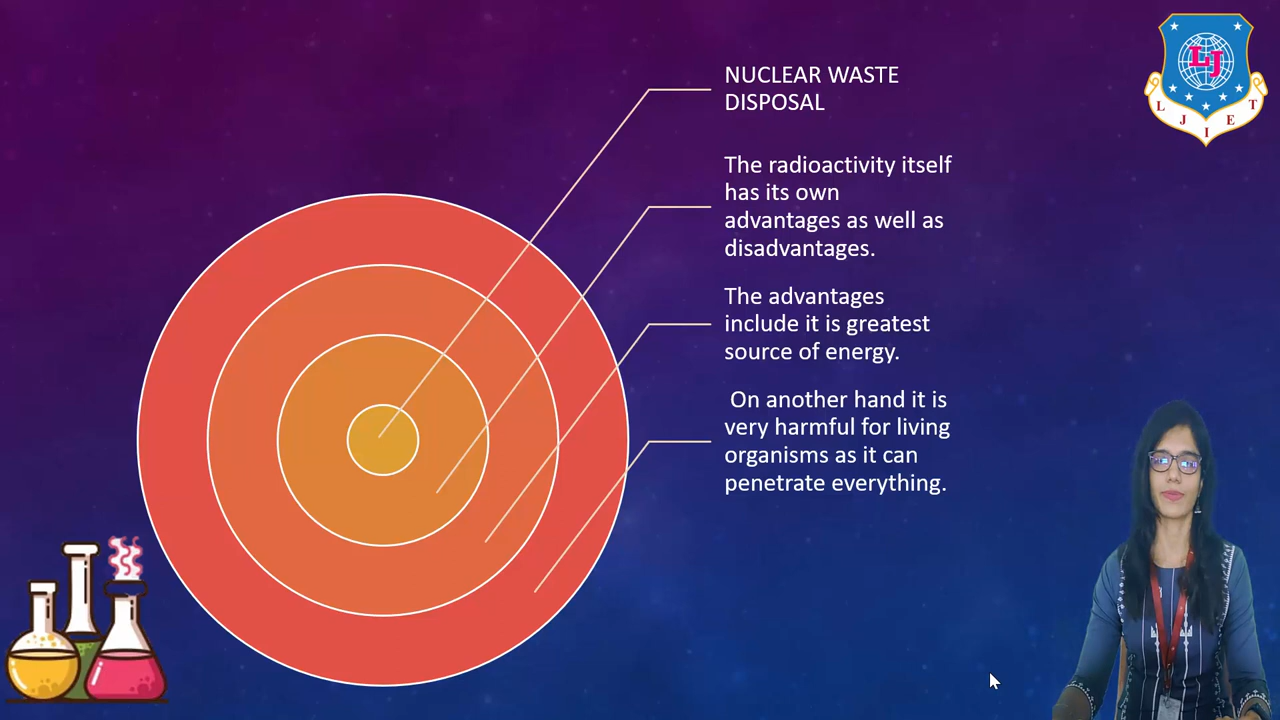 NUCLEAR WASTE
DISPOSAL
The radioactivity itself
has its own
advantages as well as
disadvantages.
The advantages
include it is greatest
source of energy.
On another hand it is
very harmful for living
organisms as it can
penetrate everything.
LJ
L J I E T